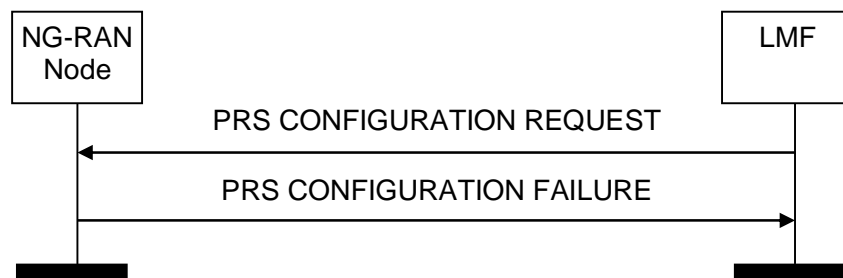 NG-RAN
Node
LMF
PRS CONFIGURATION REQUEST
PRS CONFIGURATION FAILURE